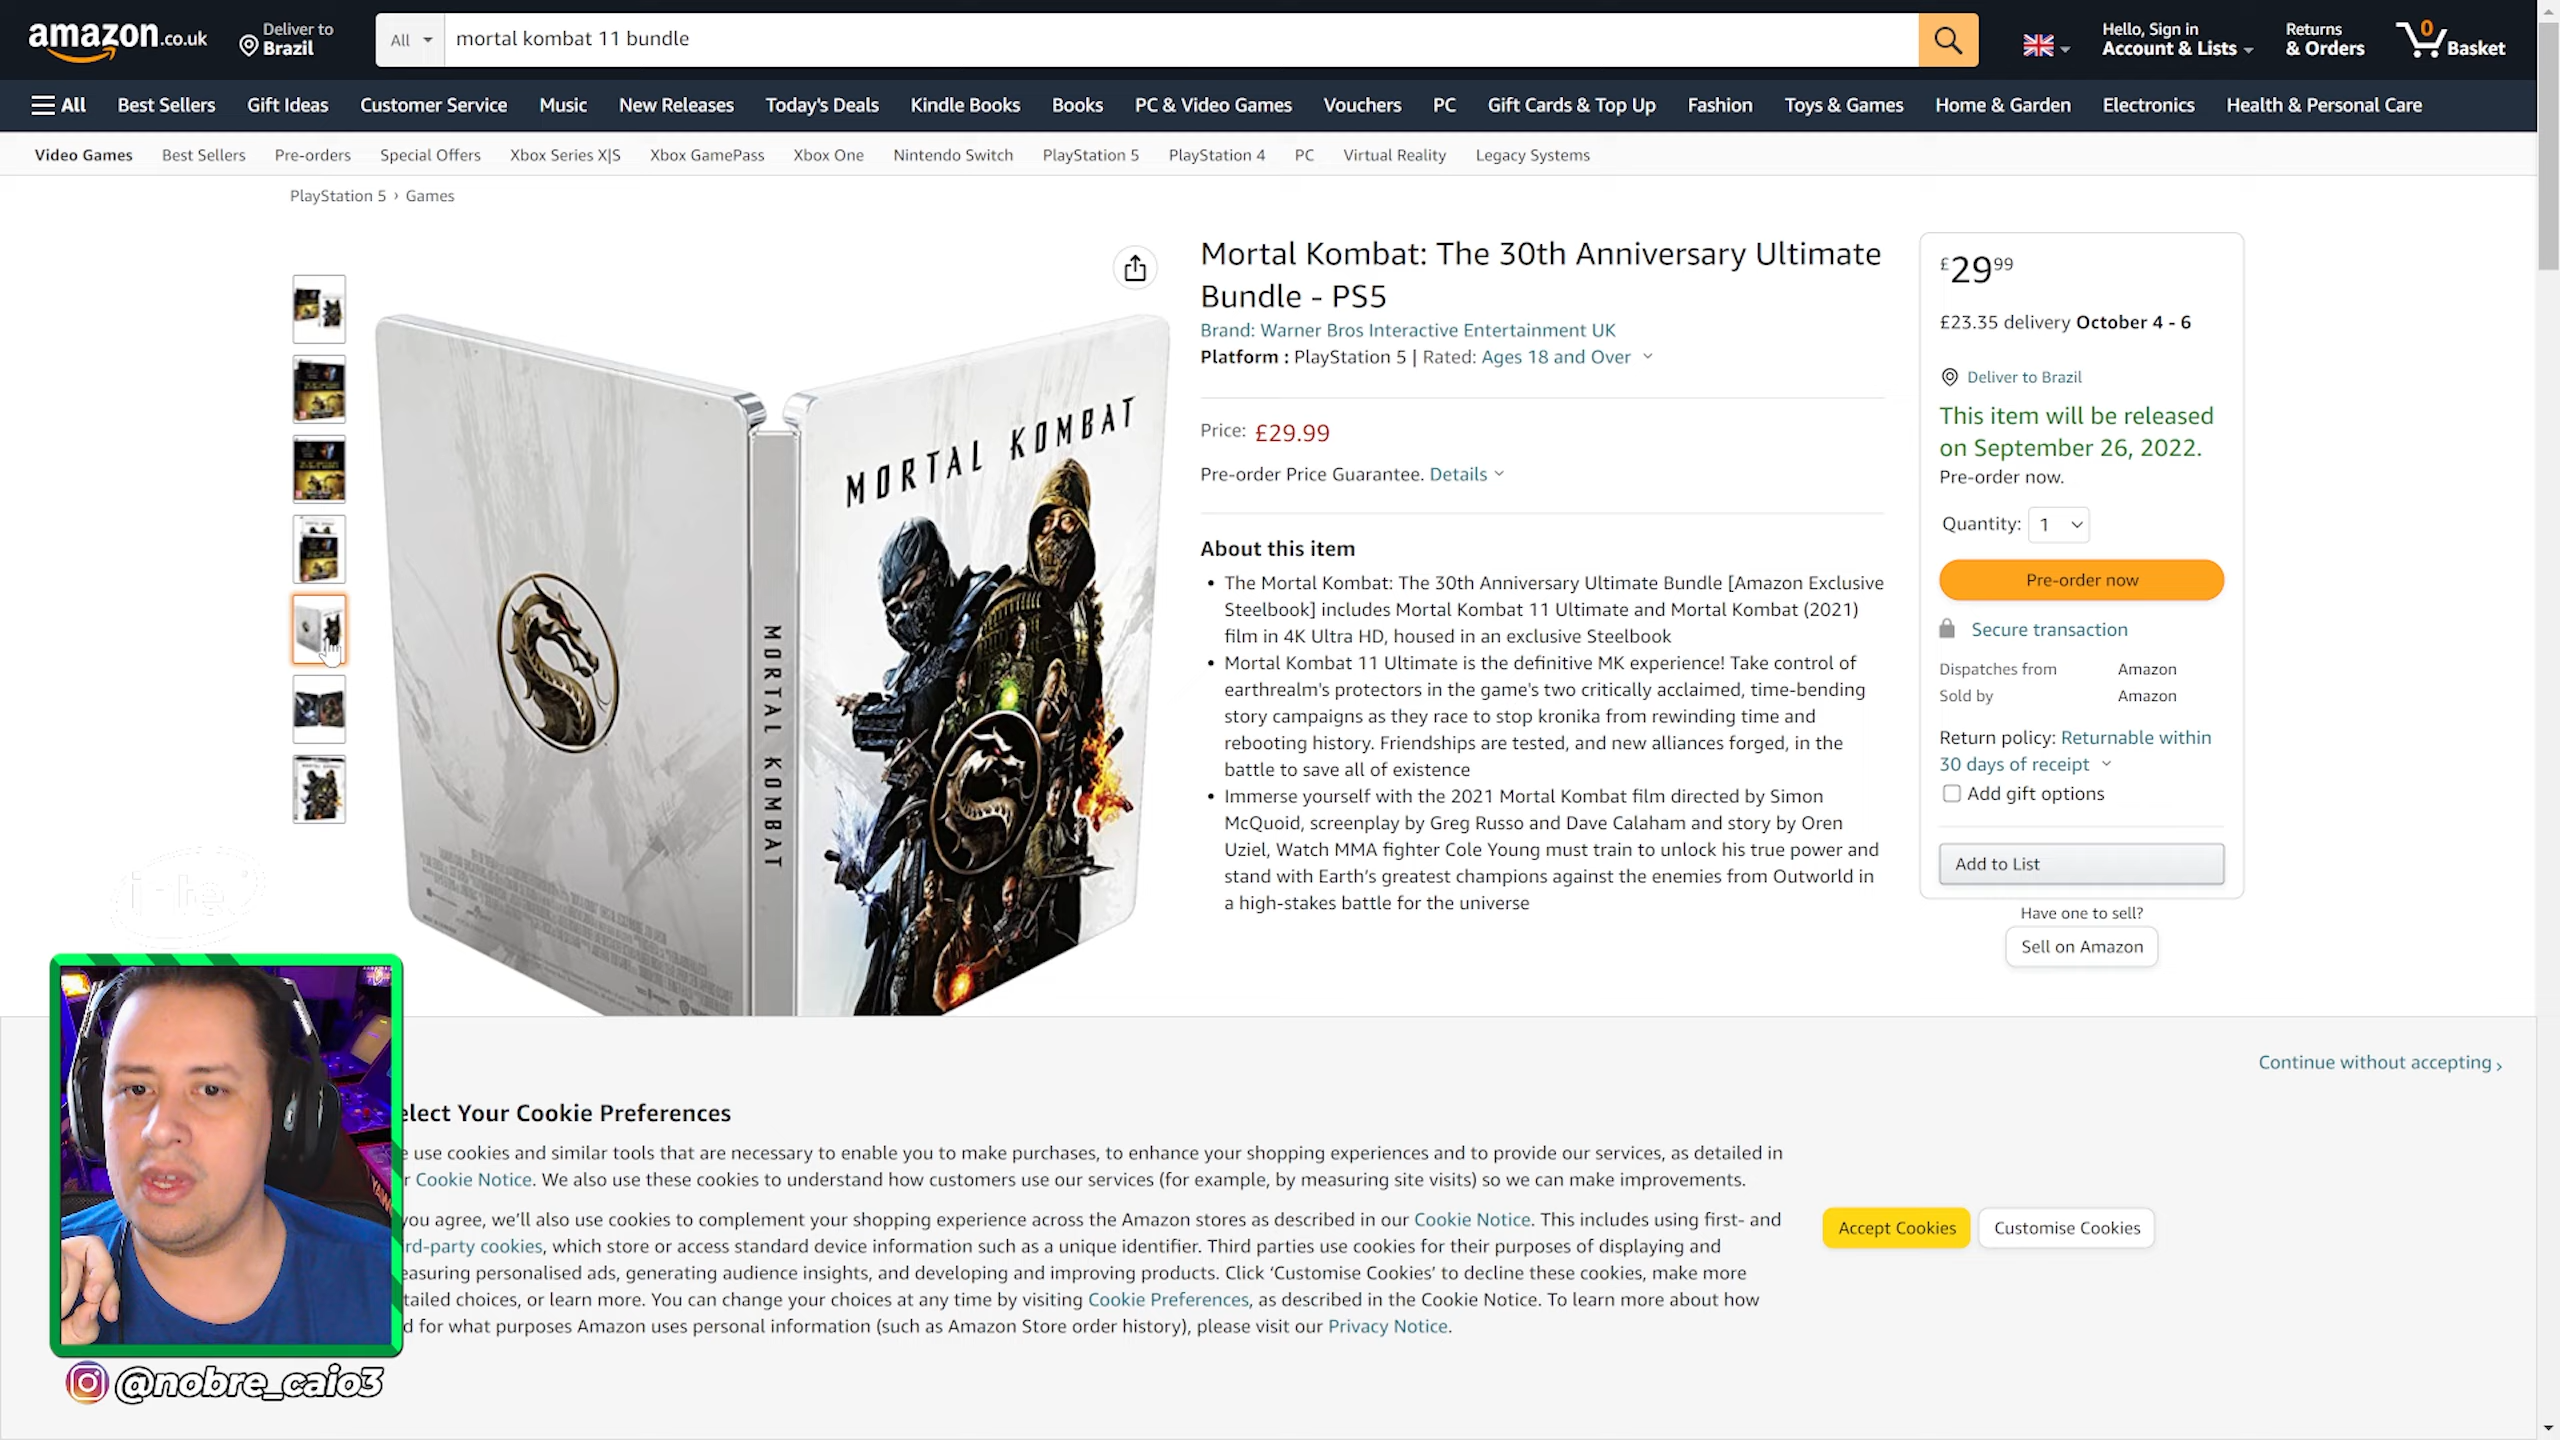 amazon.co.uk
Deliver to
Brazil
All
mortal kombat 11 bundle
Hello, Sign in
Account & Lists
Returns
& Orders
0
Basket
All Best Sellers Gift Ideas Customer Service Music New Releases Today's Deals Kindle Books Books PC & Video Games Vouchers PC Gift Cards & Top Up Fashion Toys & Games Home & Garden Electronics Health & Personal Care
Video Games Best Sellers Pre-orders Special Offers Xbox Series X|S Xbox GamePass Xbox One Nintendo Switch PlayStation 5 PlayStation 4 PC Virtual Reality Legacy Systems
PlayStation 5 › Games
MORTAL KOMBAT
MORTAL KOMBAT
Mortal Kombat: The 30th Anniversary Ultimate
Bundle - PS5
Brand: Warner Bros Interactive Entertainment UK
Platform : PlayStation 5 | Rated: Ages 18 and Over
Price: £29.99
Pre-order Price Guarantee. Details
About this item
• The Mortal Kombat: The 30th Anniversary Ultimate Bundle [Amazon Exclusive
Steelbook] includes Mortal Kombat 11 Ultimate and Mortal Kombat (2021)
film in 4K Ultra HD, housed in an exclusive Steelbook
• Mortal Kombat 11 Ultimate is the definitive MK experience! Take control of
earthrealm's protectors in the game's two critically acclaimed, time-bending
story campaigns as they race to stop kronika from rewinding time and
rebooting history. Friendships are tested, and new alliances forged, in the
battle to save all of existence
• Immerse yourself with the 2021 Mortal Kombat film directed by Simon
McQuoid, screenplay by Greg Russo and Dave Calaham and story by Oren
Uziel, Watch MMA fighter Cole Young must train to unlock his true power and
stand with Earth's greatest champions against the enemies from Outworld in
a high-stakes battle for the universe
£29 99
£23.35 delivery October 4 - 6
Deliver to Brazil
This item will be released
on September 26, 2022.
Pre-order now.
Quantity: 1
Pre-order now
Secure transaction
Dispatches from Amazon
Sold by Amazon
Return policy: Returnable within
30 days of receipt
Add gift options
Add to List
Have one to sell?
Sell on Amazon
intel
Continue without accepting ›
elect Your Cookie Preferences
e use cookies and similar tools that are necessary to enable you to make purchases, to enhance your shopping experiences and to provide our services, as detailed in
r Cookie Notice. We also use these cookies to understand how customers use our services (for example, by measuring site visits) so we can make improvements.
you agree, we'll also use cookies to complement your shopping experience across the Amazon stores as described in our Cookie Notice. This includes using first- and
rd-party cookies, which store or access standard device information such as a unique identifier. Third parties use cookies for their purposes of displaying and
easuring personalised ads, generating audience insights, and developing and improving products. Click ‘Customise Cookies’ to decline these cookies, make more
tailed choices, or learn more. You can change your choices at any time by visiting Cookie Preferences, as described in the Cookie Notice. To learn more about how
d for what purposes Amazon uses personal information (such as Amazon Store order history), please visit our Privacy Notice.
Accept Cookies
Customise Cookies
@nobre_caio3